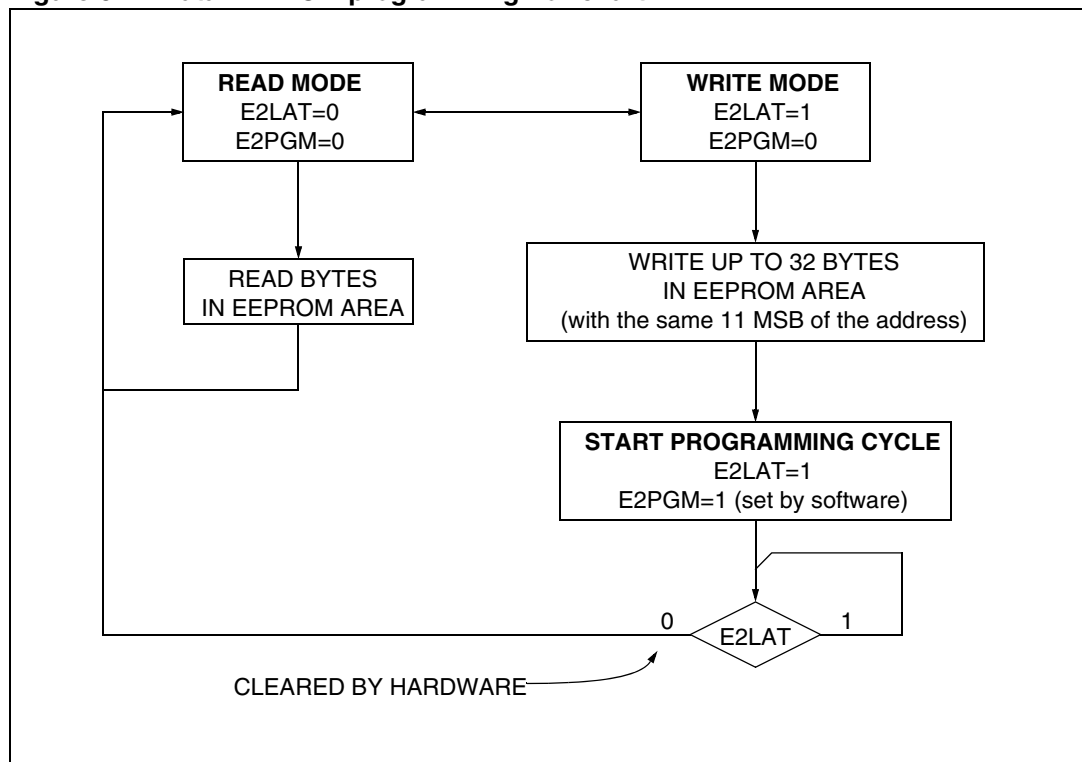 READ MODE
E2LAT=0
E2PGM=0
WRITE MODE
E2LAT=1
E2PGM=0
READ BYTES
IN EEPROM AREA
WRITE UP TO 32 BYTES
IN EEPROM AREA
(with the same 11 MSB of the address)
START PROGRAMMING CYCLE
E2LAT=1
E2PGM=1 (set by software)
0
E2LAT
1
CLEARED BY HARDWARE